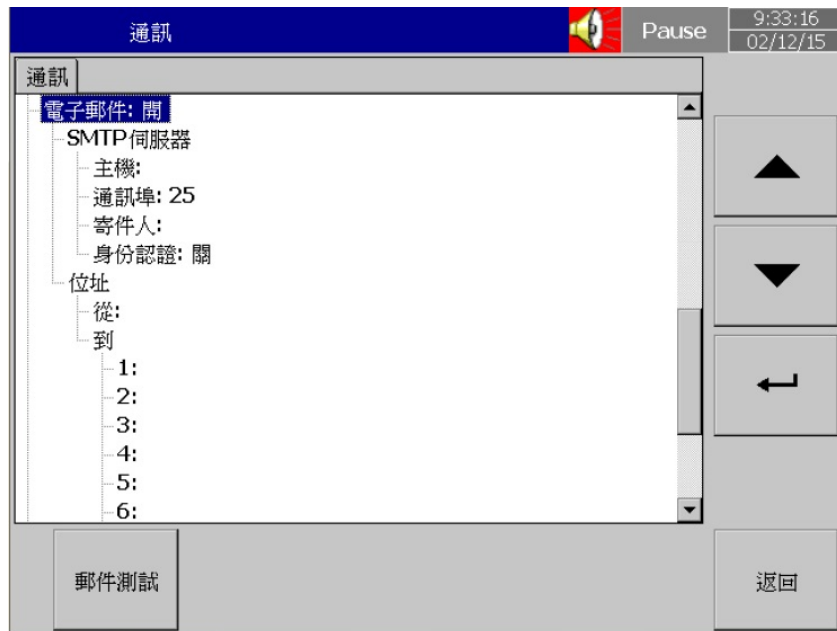 通訊
Pause
9:33:16
02/12/15
通訊
電子郵件: 開
SMTP伺服器
主機:
通訊埠: 25
寄件人:
身份認證: 關
位址
從:
到
1:
2:
3:
4:
5:
6:
郵件測試
返回